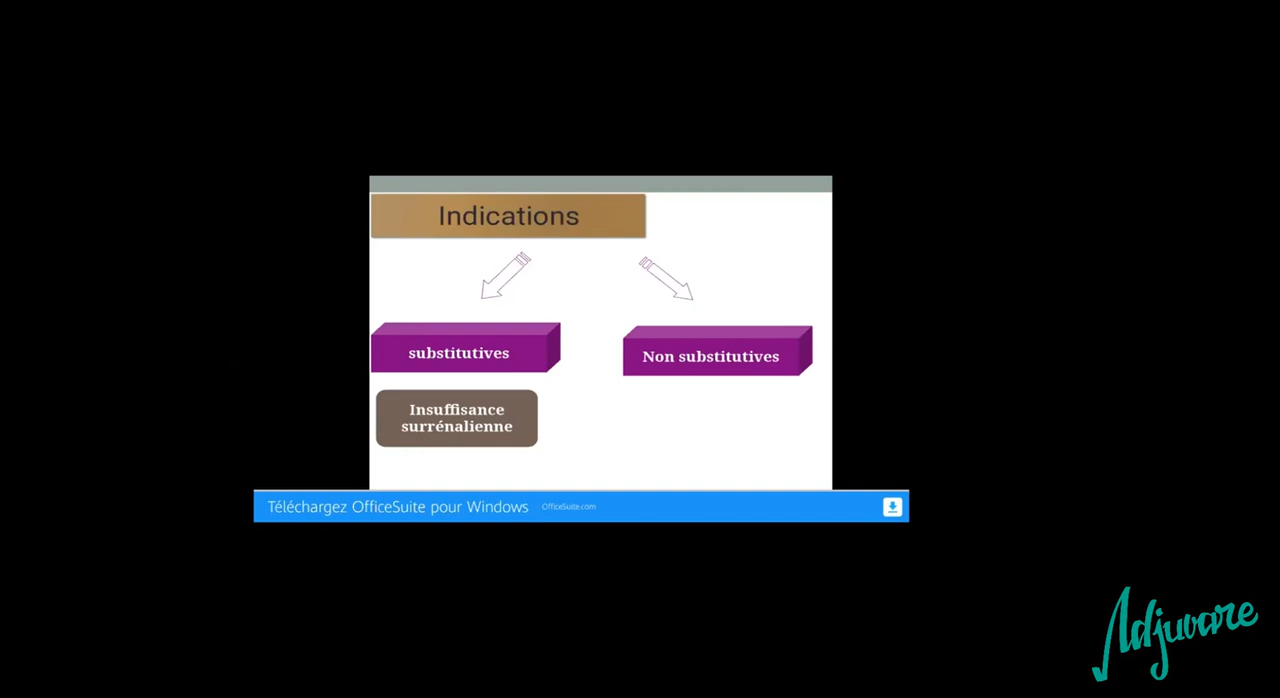 Indications
substitutives
Non substitutives
Insuffisance
surrénalienne
Téléchargez OfficeSuite pour Windows OfficeSuite.com
Adjuvare